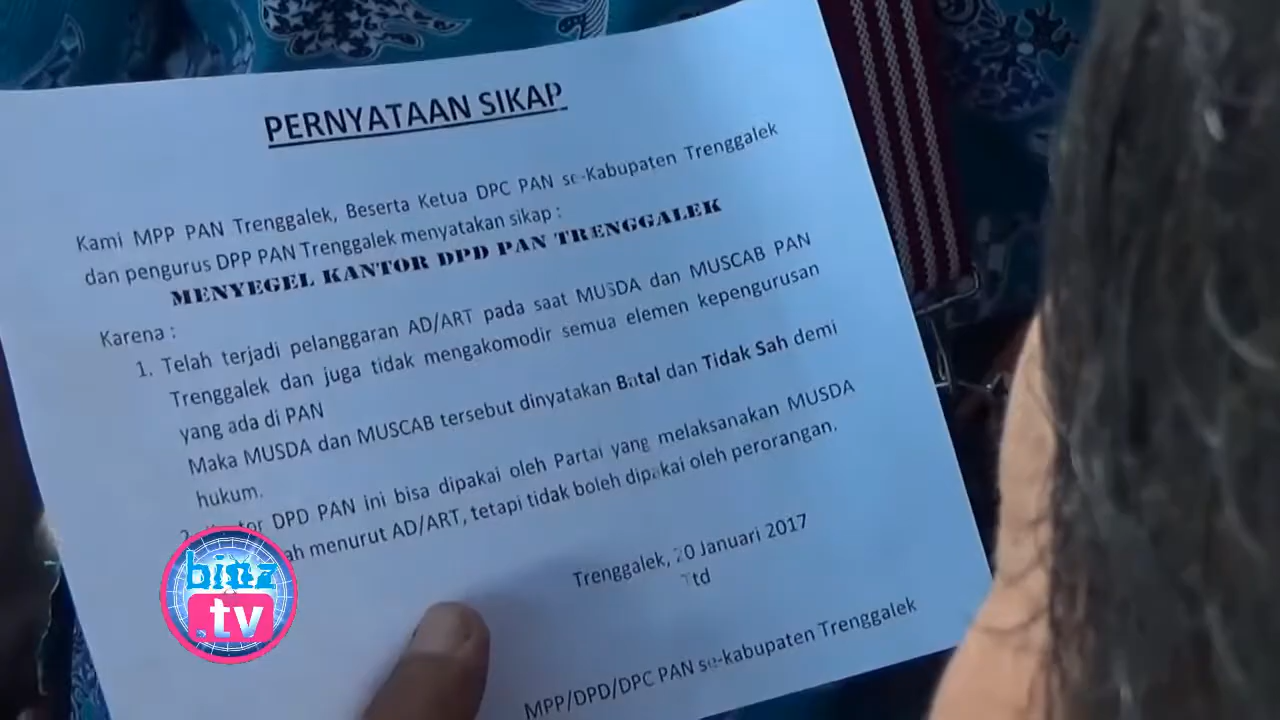 PERNYATAAN SIKAP
Kami MPP PAN Trenggalek, Beserta Ketua DPC PAN se-Kabupaten Trenggalek
dan pengurus DPP PAN Trenggalek menyatakan sikap :
MENYEGEL KANTOR DPD PAN TRENGGALEK
Karena :
1. Telah terjadi pelanggaran AD/ART pada saat MUSDA dan MUSCAB PAN
Trenggalek dan juga tidak mengakomodir semua elemen kepengurusan
yang ada di PAN
Maka MUSDA dan MUSCAB tersebut dinyatakan Batal dan Tidak Sah demi
hukum.
2. DPD PAN ini bisa dipakai oleh Partai yang melaksanakan MUSDA
menurut AD/ART, tetapi tidak boleh dipakai oleh perorangan.
Trenggalek, 20 Januari 2017
Ttd
MPP/DPD/DPC PAN se-kabupaten Trenggalek
.tv